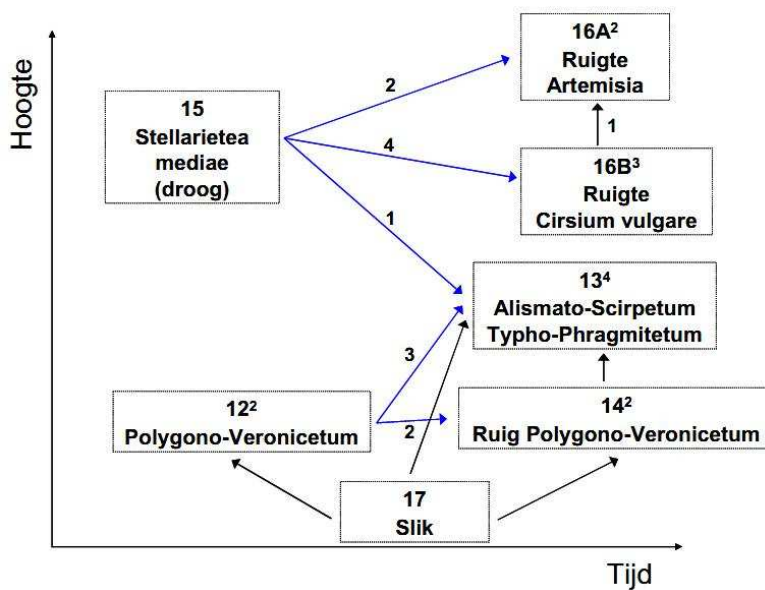 Hoogte
15
Stellarietea
mediae
(droog)
2
4
1
16A²
Ruigte
Artemisia
1
16B³
Ruigte
Cirsium vulgare
13⁴
Alismato-Scirpetum
Typho-Phragmitetum
3
12²
Polygono-Veronicetum
2
14²
Ruig Polygono-Veronicetum
17
Slik
Tijd